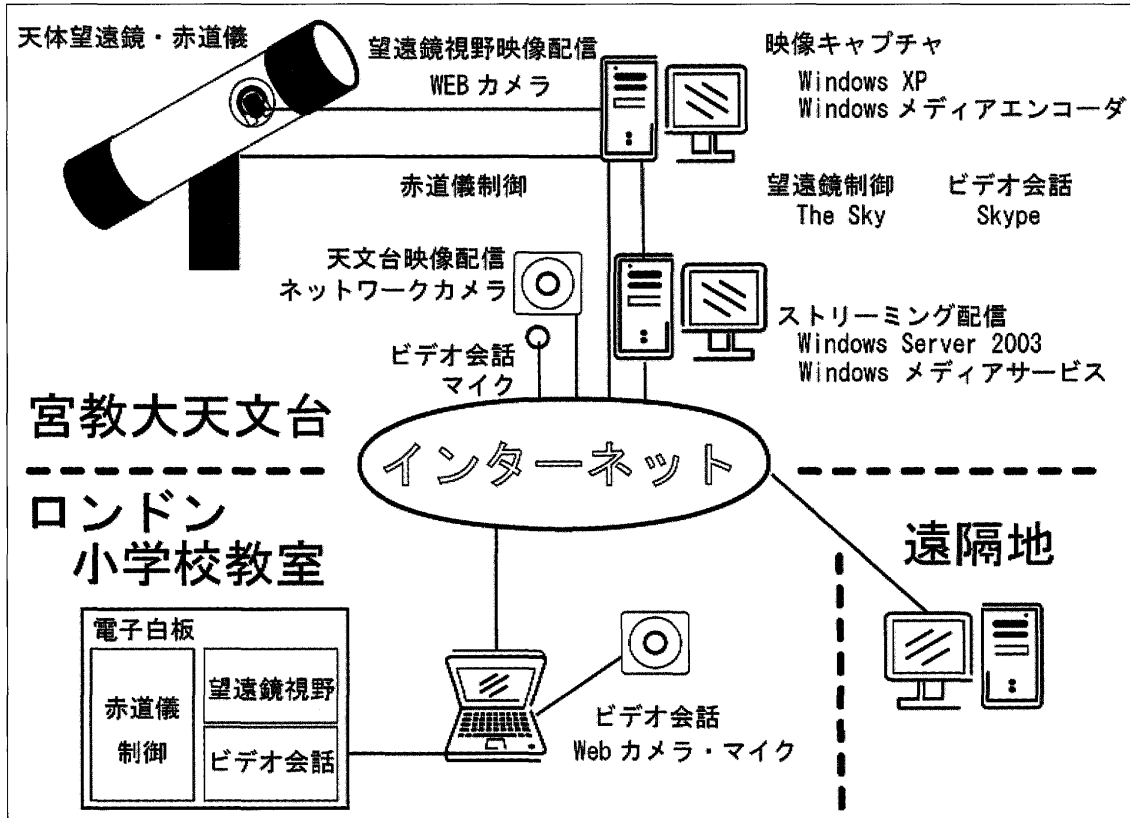 天体望遠鏡・赤道儀
望遠鏡視野映像配信
WEB カメラ
映像キャプチャ
Windows XP
Windows メディアエンコーダ
赤道儀制御
望遠鏡制御
The Sky
ビデオ会話
Skype
天文台映像配信
ネットワークカメラ
ビデオ会話
マイク
ストリーミング配信
Windows Server 2003
Windows メディアサービス
宮教大天文台
インターネット
ロンドン
小学校教室
遠隔地
電子白板
赤道儀
制御
望遠鏡視野
ビデオ会話
ビデオ会話
Web カメラ・マイク